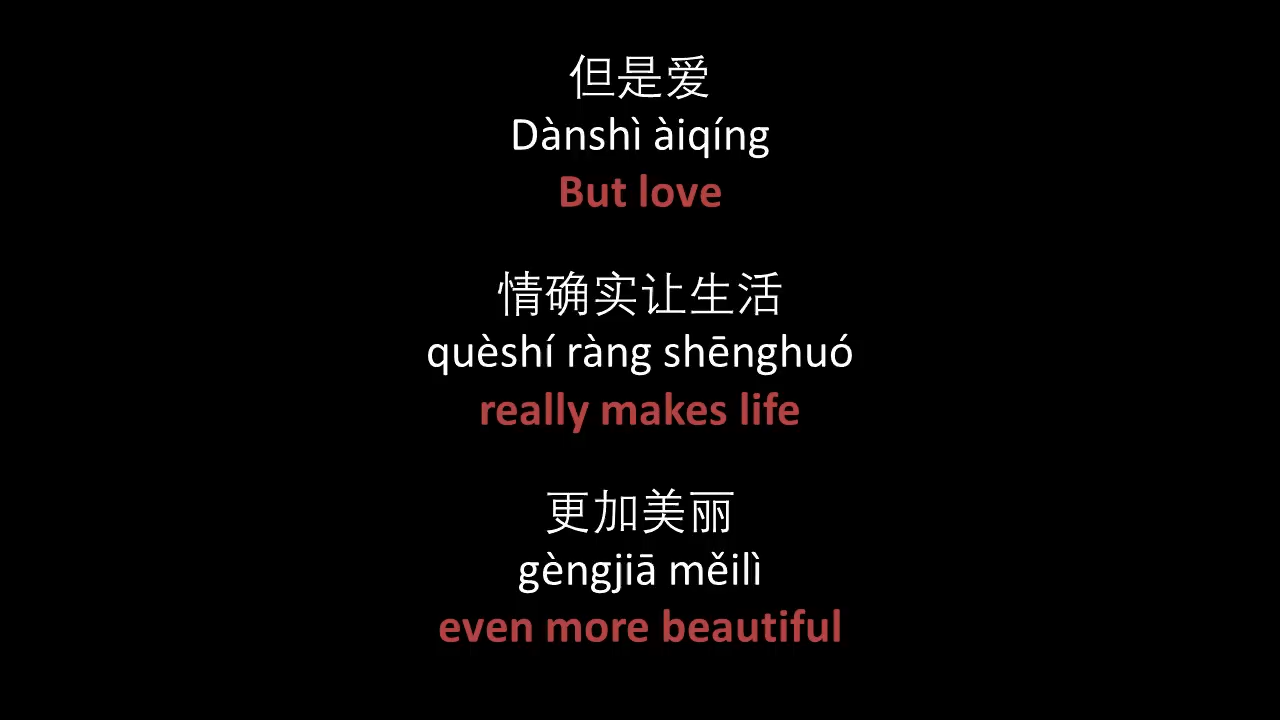 但是爱
Dànshì àiqíng
But love
情确实让生活
quèshí ràng shēnghuó
really makes life
更加美丽
gèngjiā měilì
even more beautiful